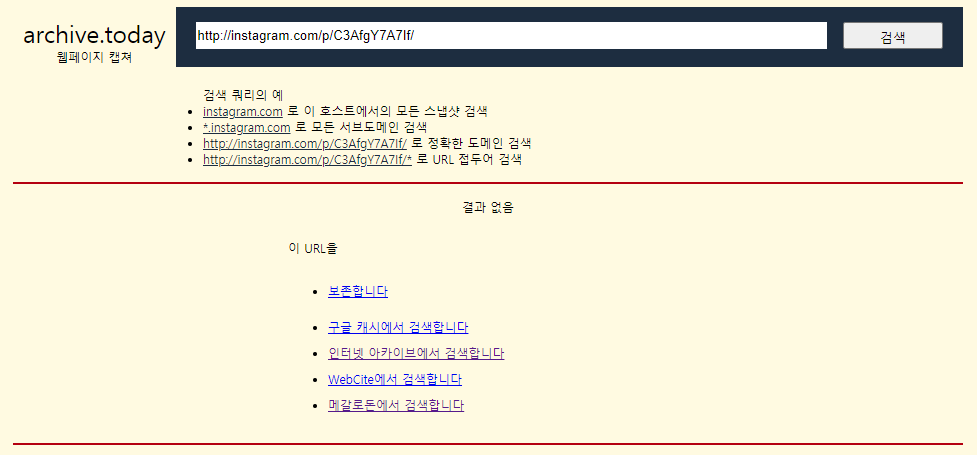 archive.today
웹페이지 캡쳐
http://instagram.com/p/C3AfgY7A7If/
검색
검색 쿼리의 예
instagram.com 로 이 호스트에서의 모든 스냅샷 검색
*.instagram.com 로 모든 서브도메인 검색
http://instagram.com/p/C3AfgY7A7If/ 로 정확한 도메인 검색
http://instagram.com/p/C3AfgY7A7If/* 로 URL 접두어 검색
결과 없음
이 URL을
보존합니다
구글 캐시에서 검색합니다
인터넷 아카이브에서 검색합니다
WebCite에서 검색합니다
메갈로돈에서 검색합니다